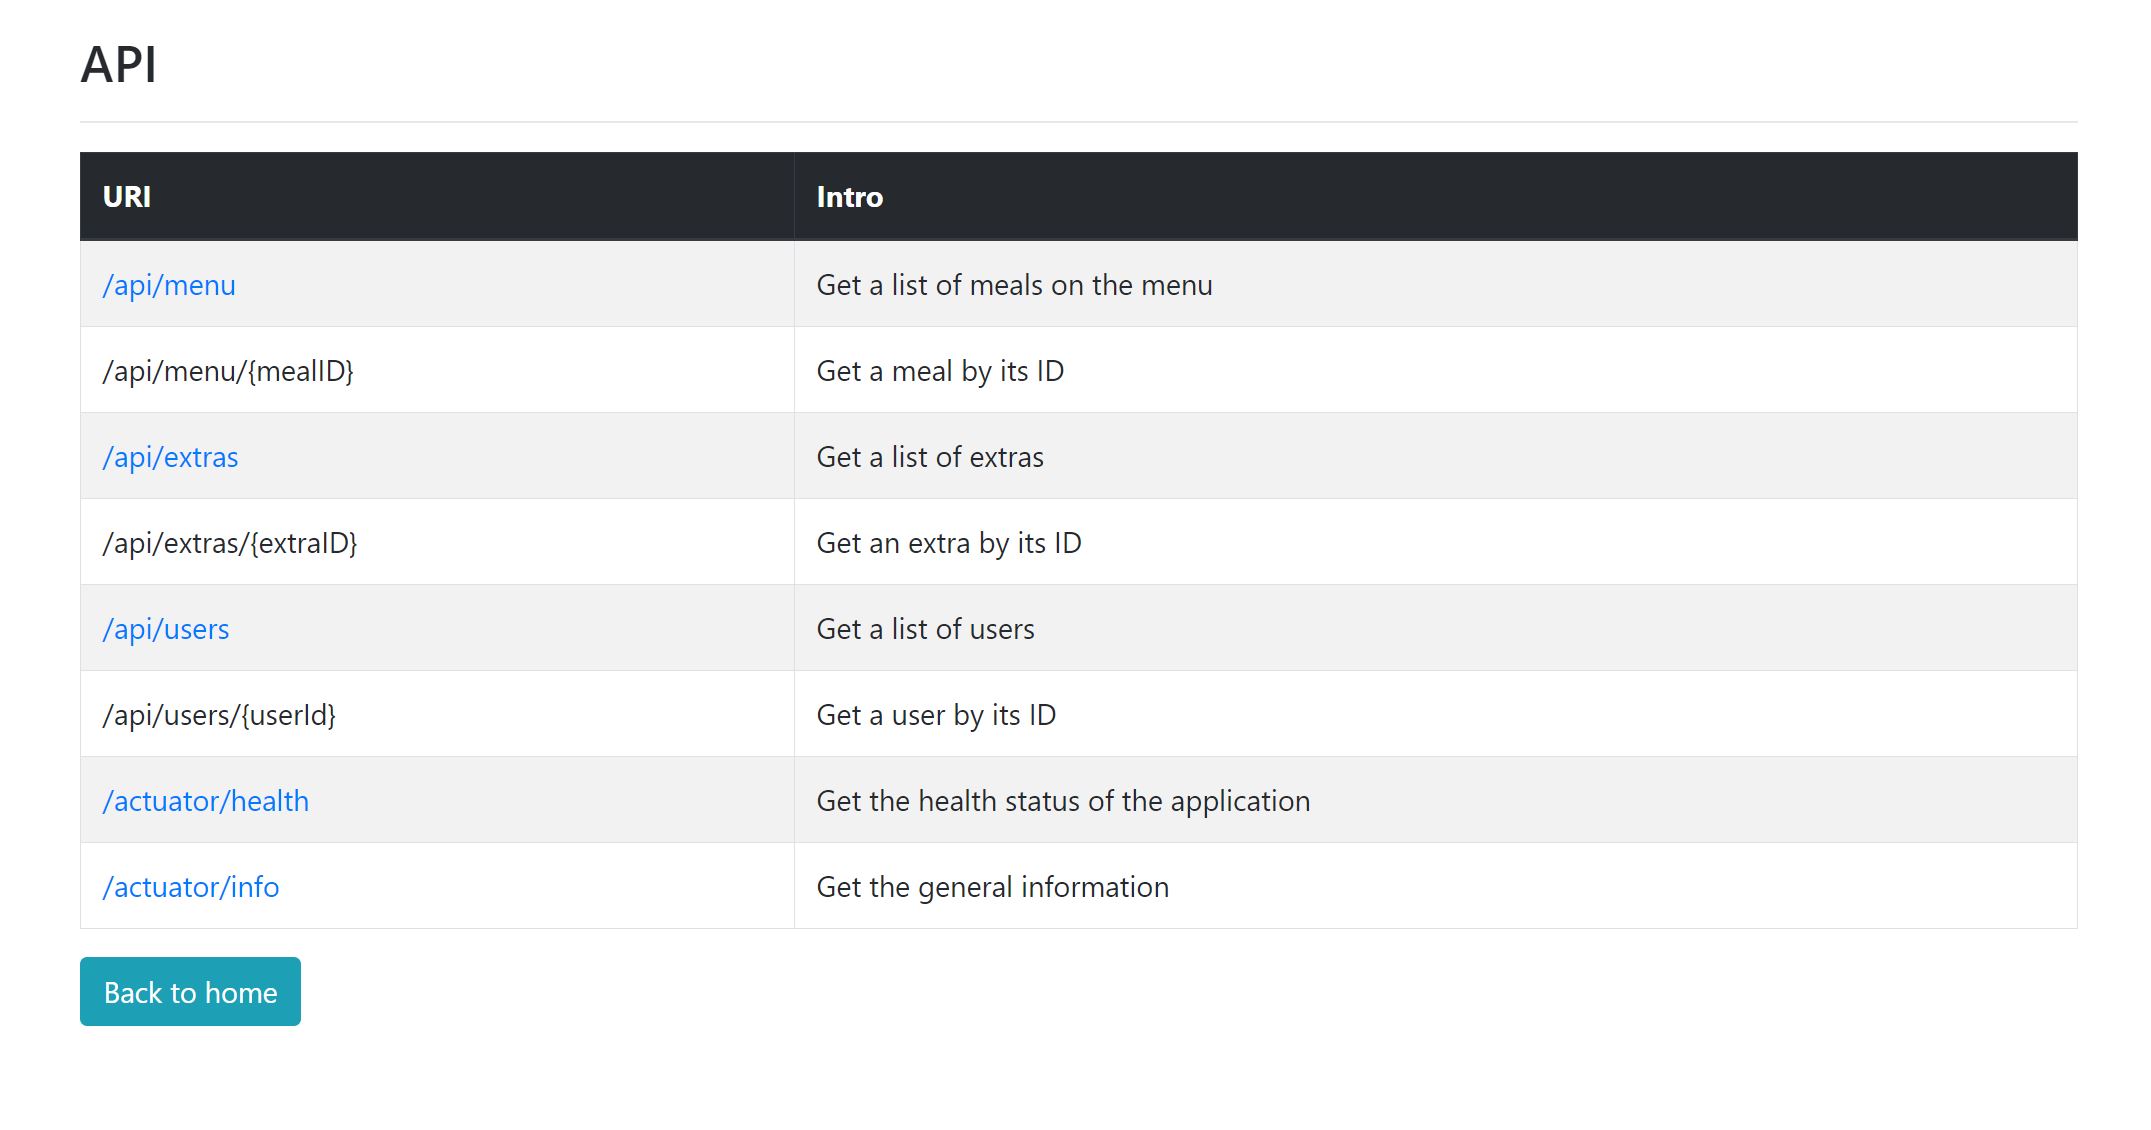 API
URI Intro
/api/menu Get a list of meals on the menu
/api/menu/{mealID} Get a meal by its ID
/api/extras Get a list of extras
/api/extras/{extraID} Get an extra by its ID
/api/users Get a list of users
/api/users/{userId} Get a user by its ID
/actuator/health Get the health status of the application
/actuator/info Get the general information
Back to home